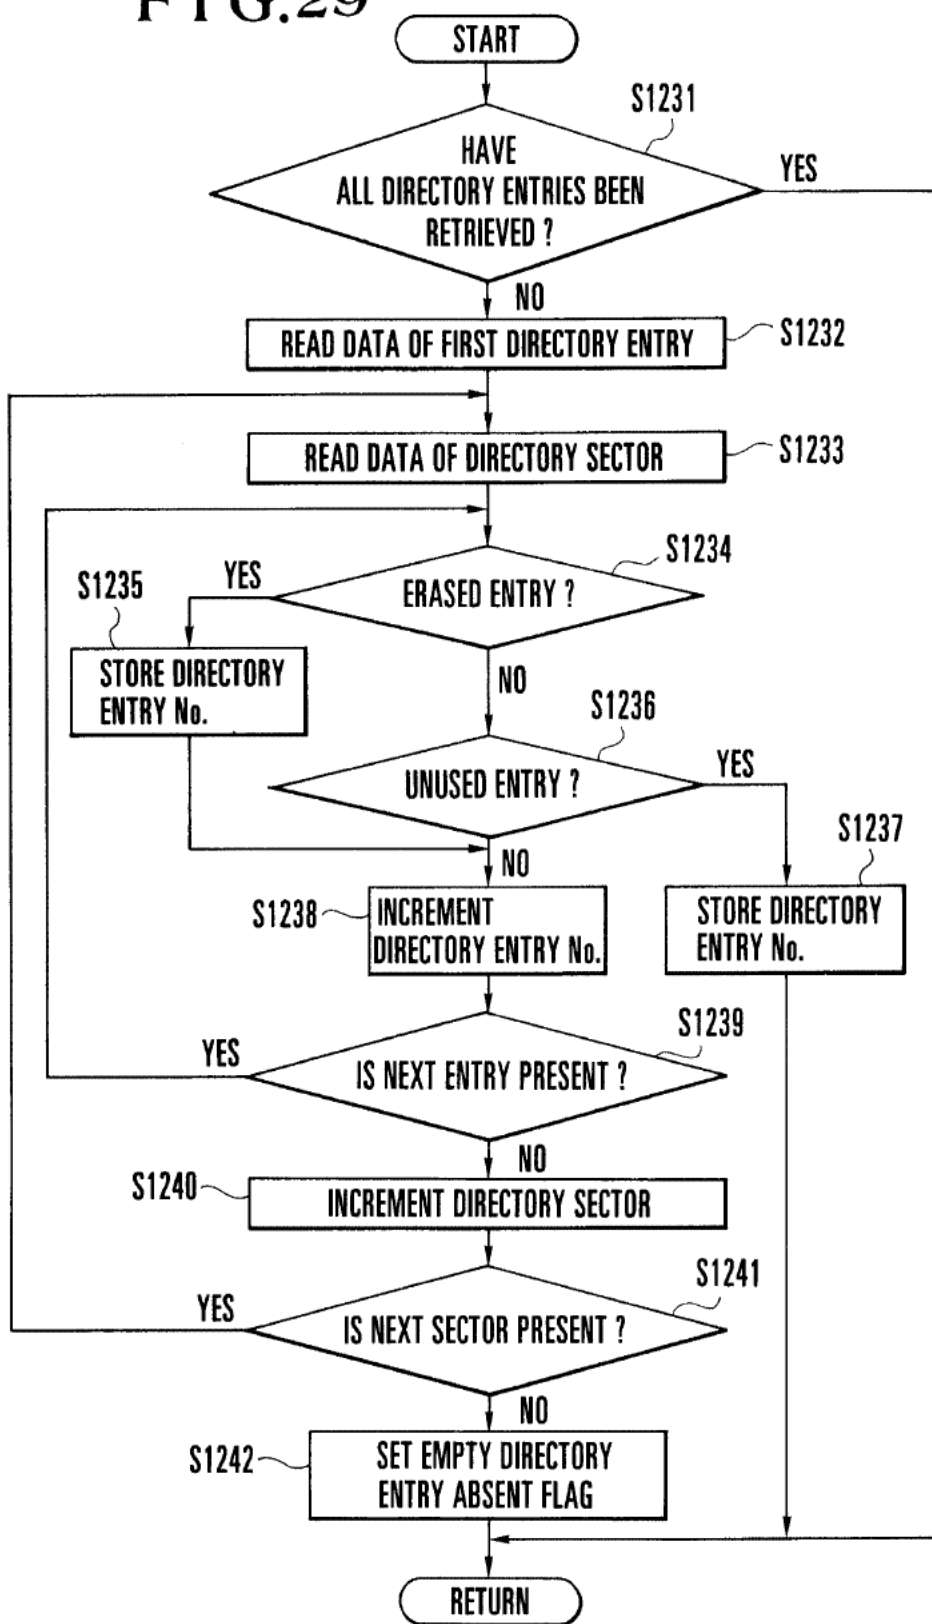 FIG.29
START
S1231
HAVE
ALL DIRECTORY ENTRIES BEEN
RETRIEVED ?
YES
NO
READ DATA OF FIRST DIRECTORY ENTRY
S1232
READ DATA OF DIRECTORY SECTOR
S1233
S1234
ERASED ENTRY ?
YES
S1235
STORE DIRECTORY
ENTRY No.
NO
S1236
UNUSED ENTRY ?
YES
S1237
STORE DIRECTORY
ENTRY No.
NO
S1238
INCREMENT
DIRECTORY ENTRY No.
S1239
YES
IS NEXT ENTRY PRESENT ?
NO
S1240
INCREMENT DIRECTORY SECTOR
S1241
YES
IS NEXT SECTOR PRESENT ?
NO
S1242
SET EMPTY DIRECTORY
ENTRY ABSENT FLAG
RETURN